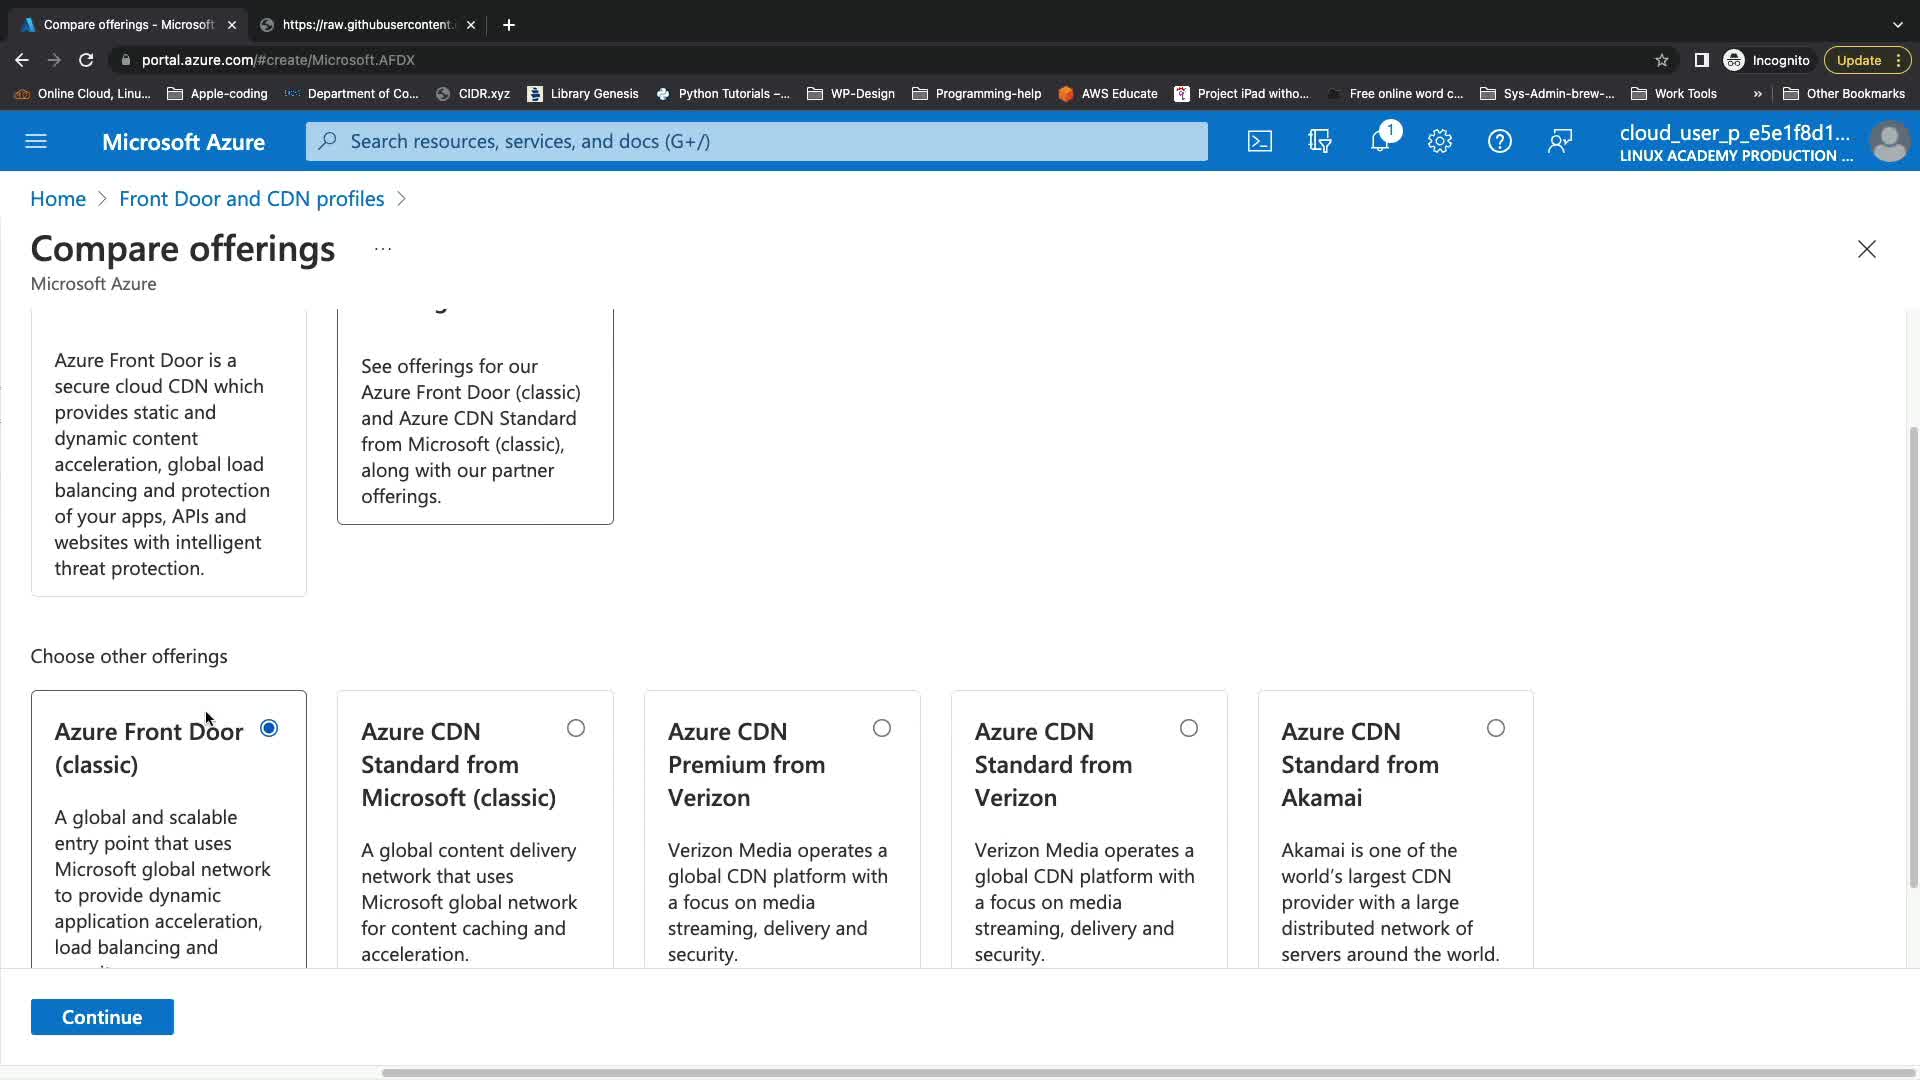 Compare offerings - Microsoft
https://raw.githubusercontent.
portal.azure.com/#create/Microsoft.AFDX
Incognito
Update
Online Cloud, Linu...
Apple-coding
Department of Co...
CIDR.xyz
Library Genesis
Python Tutorials –...
WP-Design
Programming-help
AWS Educate
Project iPad witho...
Free online word c...
Sys-Admin-brew-...
Work Tools
»
Other Bookmarks
Microsoft Azure
Search resources, services, and docs (G+/)
1
cloud_user_p_e5e1f8d1...
LINUX ACADEMY PRODUCTION ...
Home > Front Door and CDN profiles >
Compare offerings ...
Microsoft Azure
Azure Front Door is a
secure cloud CDN which
provides static and
dynamic content
acceleration, global load
balancing and protection
of your apps, APIs and
websites with intelligent
threat protection.
See offerings for our
Azure Front Door (classic)
and Azure CDN Standard
from Microsoft (classic),
along with our partner
offerings.
Choose other offerings
Azure Front Door
(classic)
A global and scalable
entry point that uses
Microsoft global network
to provide dynamic
application acceleration,
load balancing and
Azure CDN
Standard from
Microsoft (classic)
A global content delivery
network that uses
Microsoft global network
for content caching and
acceleration.
Azure CDN
Premium from
Verizon
Verizon Media operates a
global CDN platform with
a focus on media
streaming, delivery and
security.
Azure CDN
Standard from
Verizon
Verizon Media operates a
global CDN platform with
a focus on media
streaming, delivery and
security.
Azure CDN
Standard from
Akamai
Akamai is one of the
world's largest CDN
provider with a large
distributed network of
servers around the world.
Continue